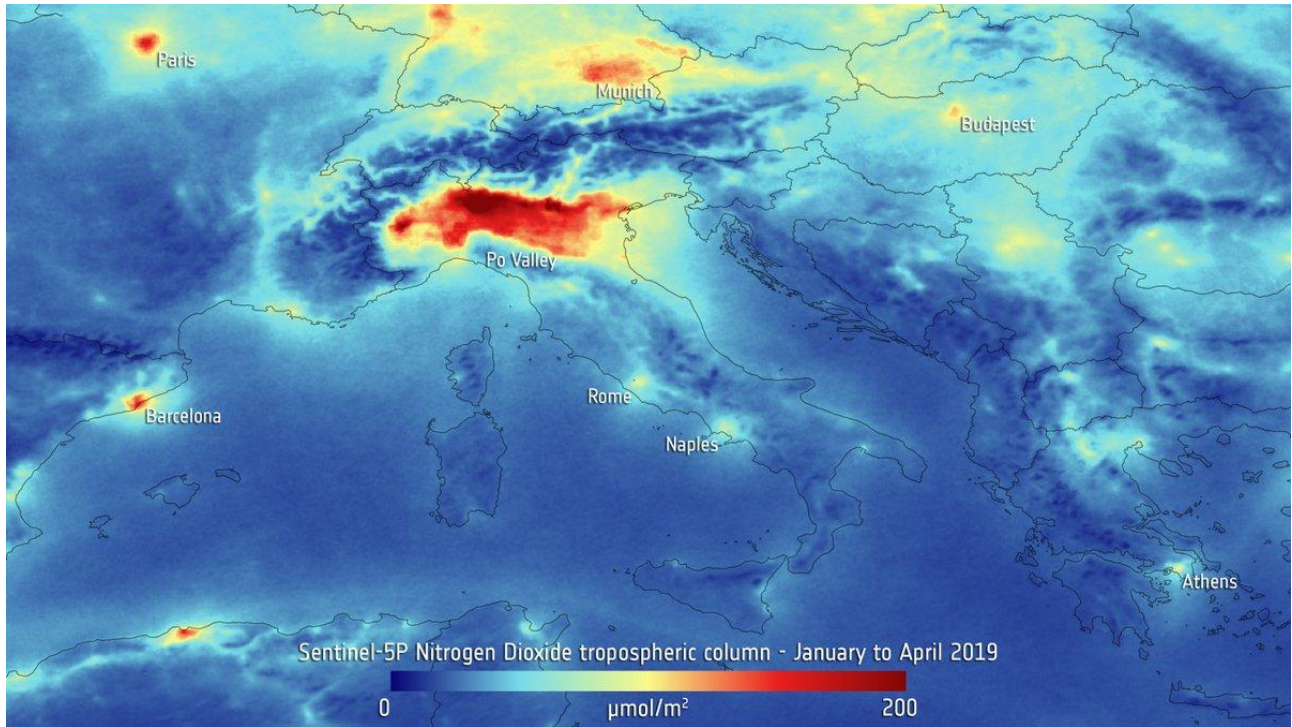 Paris
Munich
Budapest
Po Valley
Barcelona
Rome
Naples
Athens
Sentinel-5P Nitrogen Dioxide tropospheric column - January to April 2019
0 µmol/m² 200